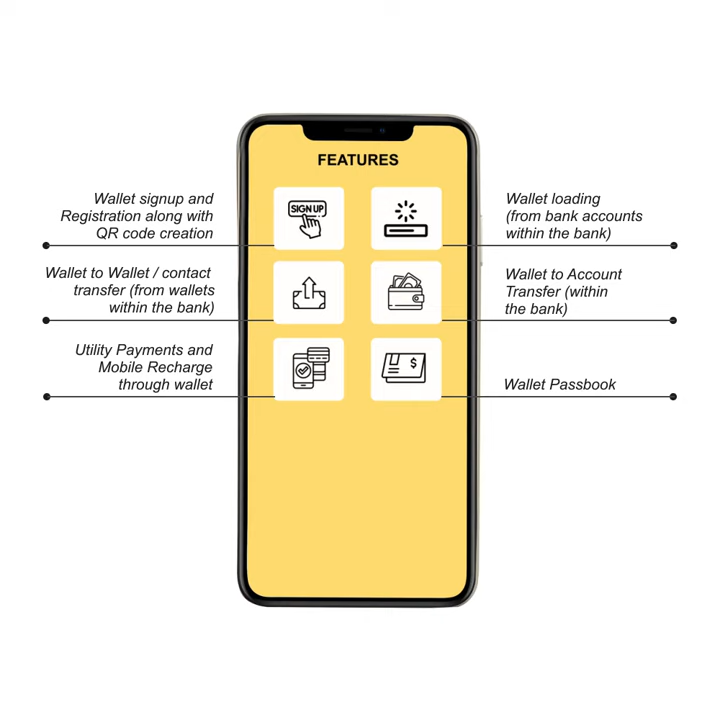 FEATURES
Wallet signup and
Registration along with
QR code creation
SIGN UP
Wallet loading
(from bank accounts
within the bank)
Wallet to Wallet / contact
transfer (from wallets
within the bank)
Wallet to Account
Transfer (within
the bank)
Utility Payments and
Mobile Recharge
through wallet
$
Wallet Passbook